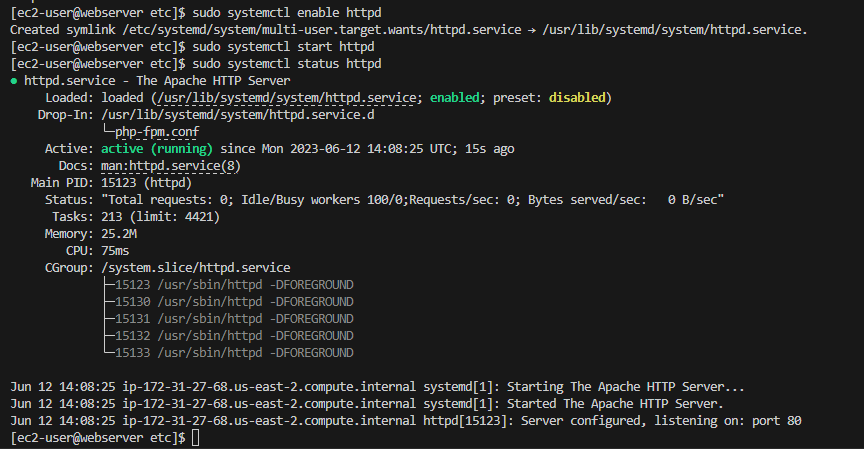 [ec2-user@webserver etc]$ sudo systemctl enable httpd
Created symlink /etc/systemd/system/multi-user.target.wants/httpd.service → /usr/lib/systemd/system/httpd.service.
[ec2-user@webserver etc]$ sudo systemctl start httpd
[ec2-user@webserver etc]$ sudo systemctl status httpd
● httpd.service - The Apache HTTP Server
     Loaded: loaded (/usr/lib/systemd/system/httpd.service; enabled; preset: disabled)
    Drop-In: /usr/lib/systemd/system/httpd.service.d
             └─php-fpm.conf
     Active: active (running) since Mon 2023-06-12 14:08:25 UTC; 15s ago
       Docs: man:httpd.service(8)
   Main PID: 15123 (httpd)
     Status: "Total requests: 0; Idle/Busy workers 100/0;Requests/sec: 0; Bytes served/sec:   0 B/sec"
      Tasks: 213 (limit: 4421)
     Memory: 25.2M
        CPU: 75ms
     CGroup: /system.slice/httpd.service
             ├─15123 /usr/sbin/httpd -DFOREGROUND
             ├─15130 /usr/sbin/httpd -DFOREGROUND
             ├─15131 /usr/sbin/httpd -DFOREGROUND
             ├─15132 /usr/sbin/httpd -DFOREGROUND
             └─15133 /usr/sbin/httpd -DFOREGROUND

Jun 12 14:08:25 ip-172-31-27-68.us-east-2.compute.internal systemd[1]: Starting The Apache HTTP Server...
Jun 12 14:08:25 ip-172-31-27-68.us-east-2.compute.internal systemd[1]: Started The Apache HTTP Server.
Jun 12 14:08:25 ip-172-31-27-68.us-east-2.compute.internal httpd[15123]: Server configured, listening on: port 80
[ec2-user@webserver etc]$